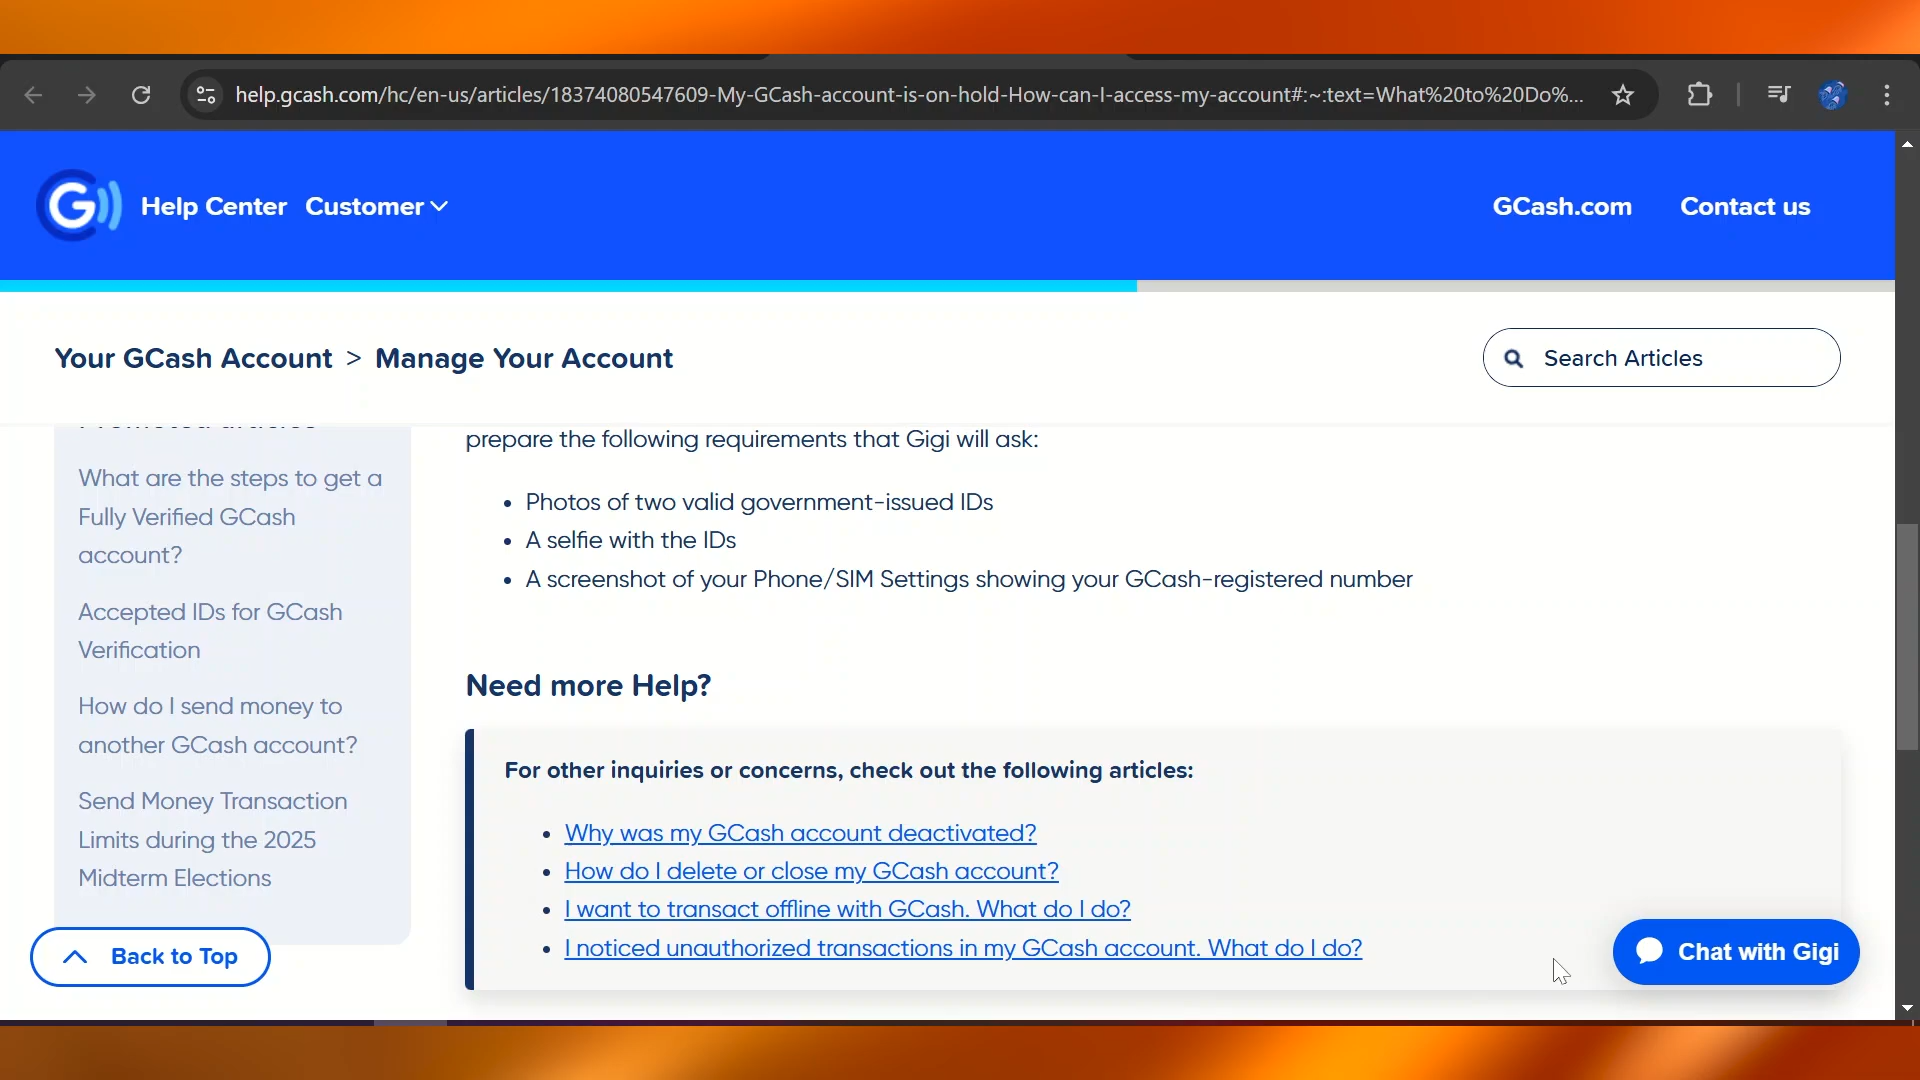 help.gcash.com/hc/en-us/articles/18374080547609-My-GCash-account-is-on-hold-How-can-I-access-my-account#:~:text=What%20to%20Do%...
G
Help Center Customer
GCash.com Contact us
Your GCash Account > Manage Your Account
Search Articles
Promoted articles
What are the steps to get a
Fully Verified GCash
account?
Accepted IDs for GCash
Verification
How do I send money to
another GCash account?
Send Money Transaction
Limits during the 2025
Midterm Elections
Back to Top
prepare the following requirements that Gigi will ask:
• Photos of two valid government-issued IDs
• A selfie with the IDs
• A screenshot of your Phone/SIM Settings showing your GCash-registered number
Need more Help?
For other inquiries or concerns, check out the following articles:
• Why was my GCash account deactivated?
• How do I delete or close my GCash account?
• I want to transact offline with GCash. What do I do?
• I noticed unauthorized transactions in my GCash account. What do I do?
Chat with Gigi